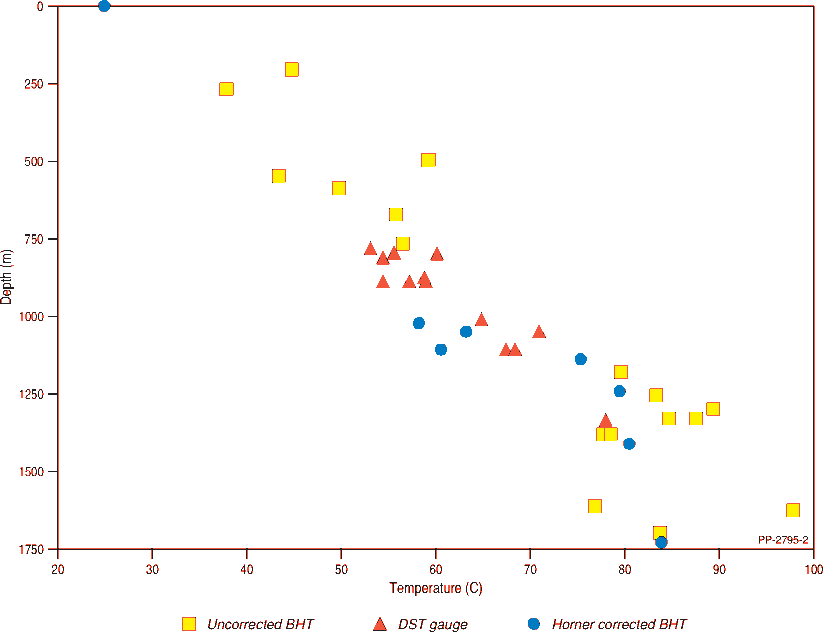 0
250
500
750
1000
1250
1500
1750
Depth (m)
PP-2795-2
20 30 40 50 60 70 80 90 100
Temperature (C)
Uncorrected BHT DST gauge Horner corrected BHT